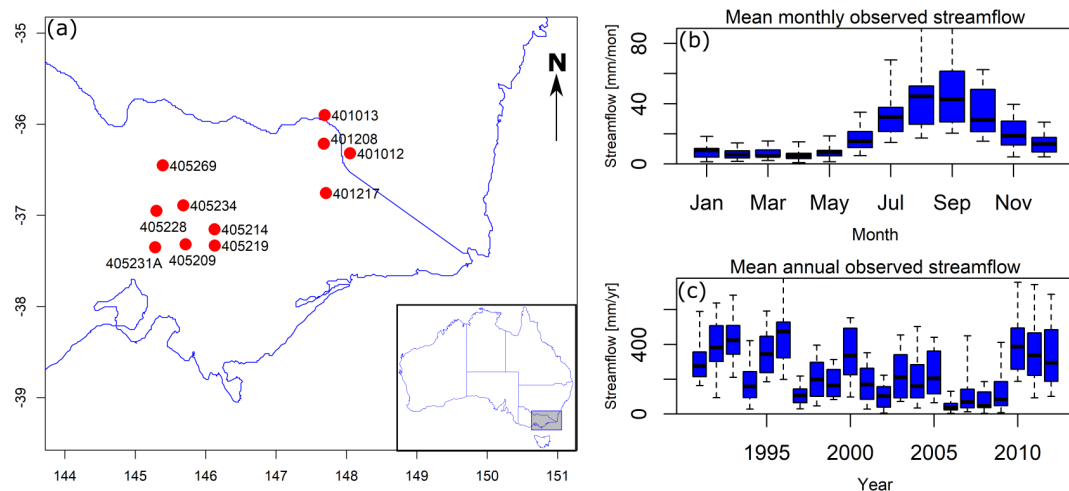 (a)
-35
-36
-37
-38
-39
144
145
146
147
148
149
150
151
N
401013
401208
401012
401217
405269
405234
405228
405214
405219
405209
405231A
Mean monthly observed streamflow
(b)
Streamflow [mm/mon]
80
40
0
Jan
Mar
May
Jul
Sep
Nov
Month
Mean annual observed streamflow
(c)
Streamflow [mm/yr]
400
0
1995
2000
2005
2010
Year